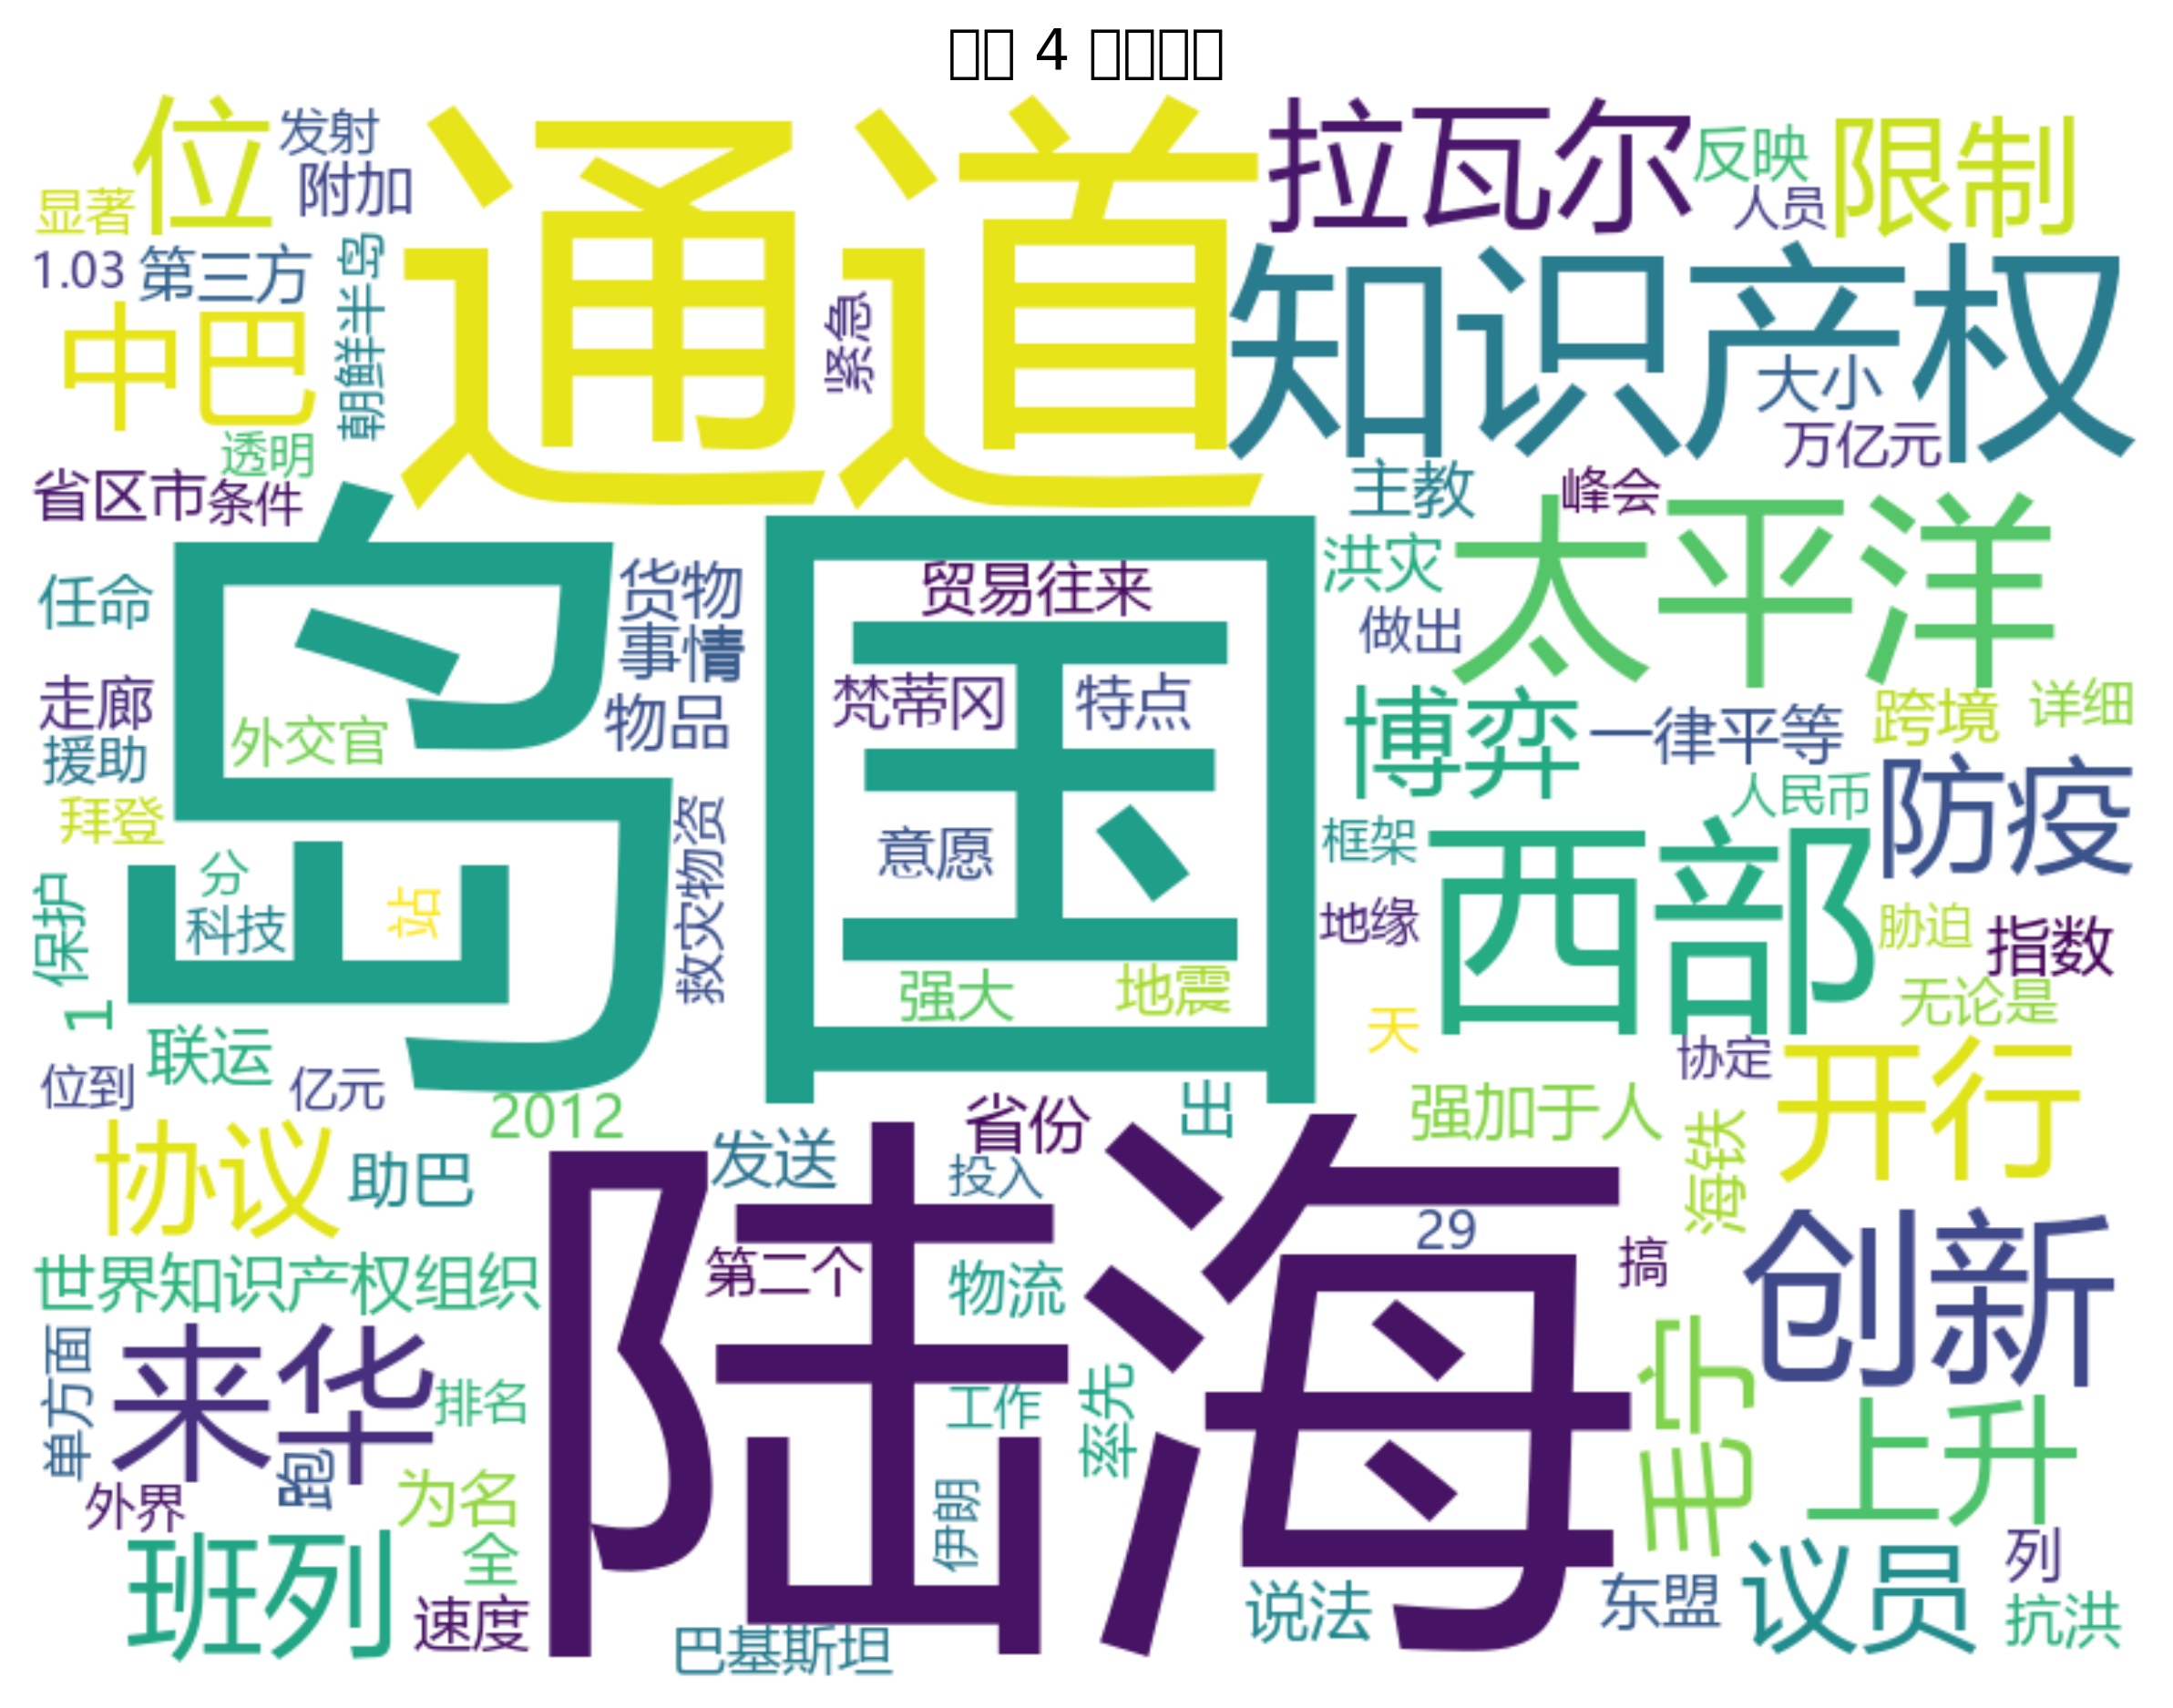 4
位
发射
附加
显著
1.03
第三方
朝鲜半岛
中巴
透明
通道
紧急
拉瓦尔
反映
人员
限制
知识产权
大小
万亿元
省区市
条件
主教
峰会
岛国
太平洋
洪灾
做出
任命
货物
事情
物品
贸易往来
梵蒂冈
特点
意愿
强大
地震
走廊
外交官
援助
拜登
救灾物资
分
科技
站
保护
1
博弈
一律平等
跨境
详细
人民币
防疫
框架
西部
地缘
胁迫
指数
无论是
天
协定
联运
位到
亿元
2012
省份
出
强加于人
海铁
开行
协议
助巴
发送
投入
陆海
29
搞
创新
世界知识产权组织
第二个
物流
单方面
来华
排名
工作
率先
毛宁
上升
外界
跑
为名
伊朗
班列
全
速度
巴基斯坦
说法
东盟
议员
列
抗洪